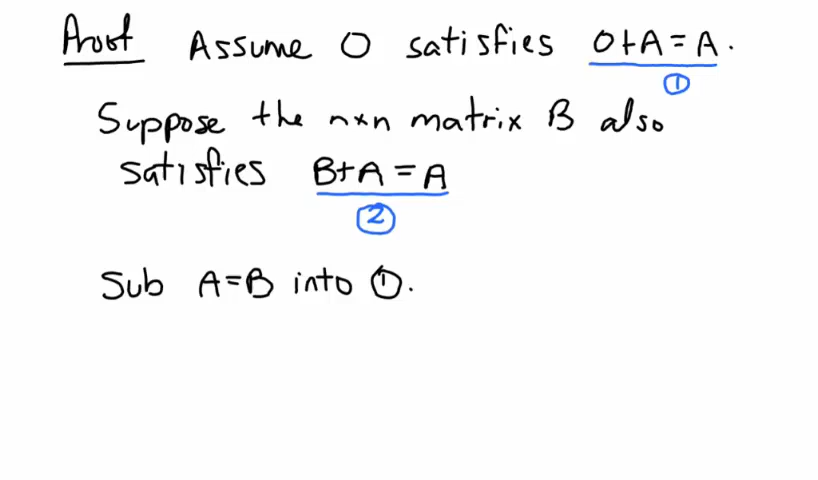 Proof Assume O satisfies O+A=A.
①
Suppose the n×n matrix B also
satisfies B+A=A
②
Sub A=B into ①.